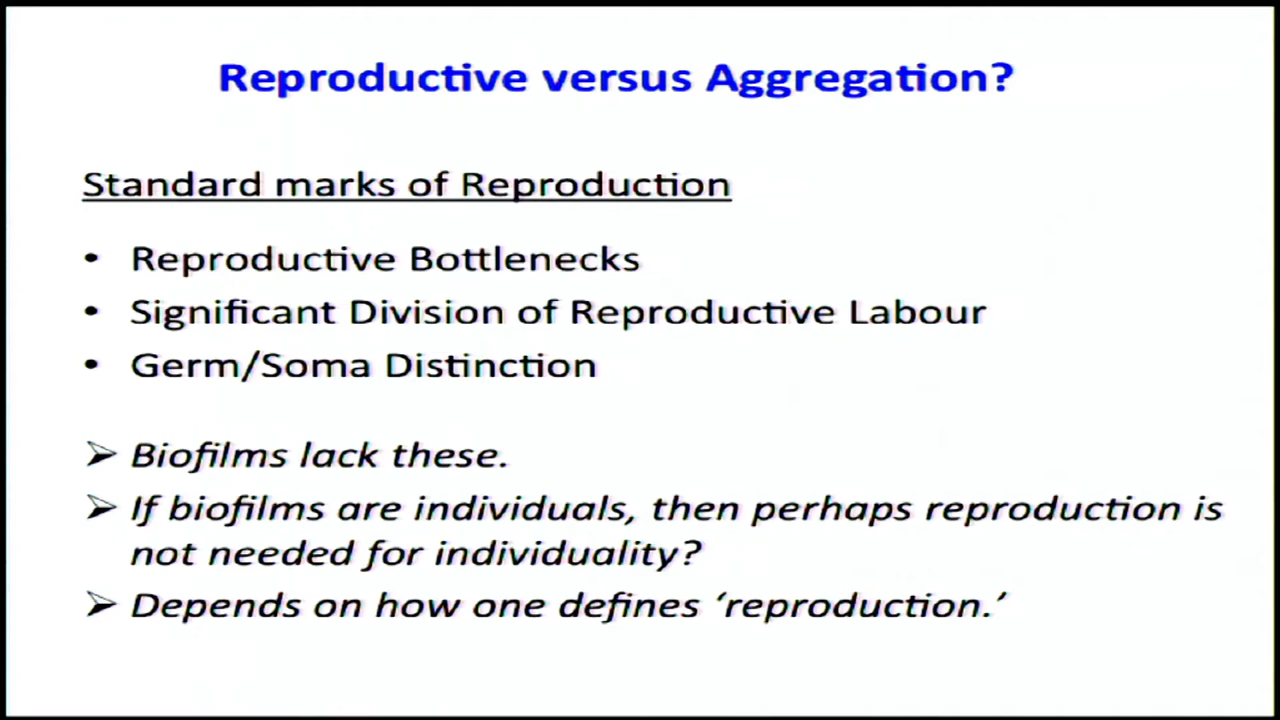 Reproductive versus Aggregation?
Standard marks of Reproduction
• Reproductive Bottlenecks
• Significant Division of Reproductive Labour
• Germ/Soma Distinction
➢ Biofilms lack these.
➢ If biofilms are individuals, then perhaps reproduction is
not needed for individuality?
➢ Depends on how one defines ‘reproduction.’